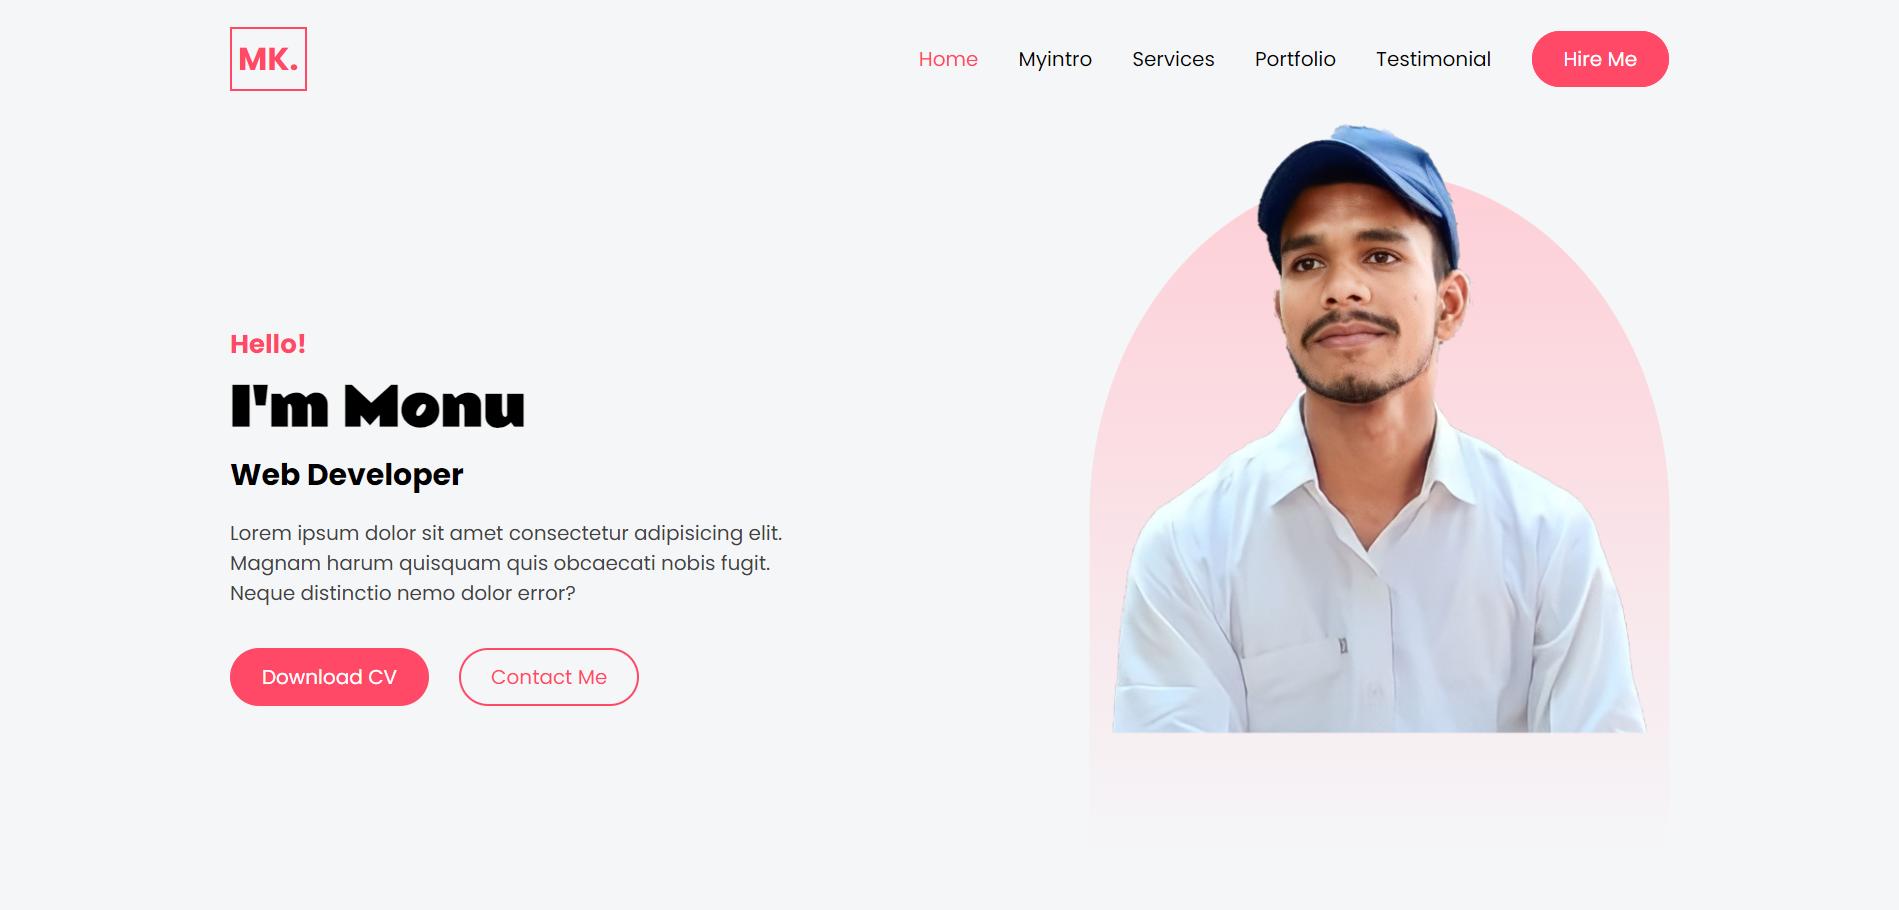 MK.
Home Myintro Services Portfolio Testimonial Hire Me
Hello!
I'm Monu
Web Developer
Lorem ipsum dolor sit amet consectetur adipisicing elit.
Magnam harum quisquam quis obcaecati nobis fugit.
Neque distinctio nemo dolor error?
Download CV Contact Me